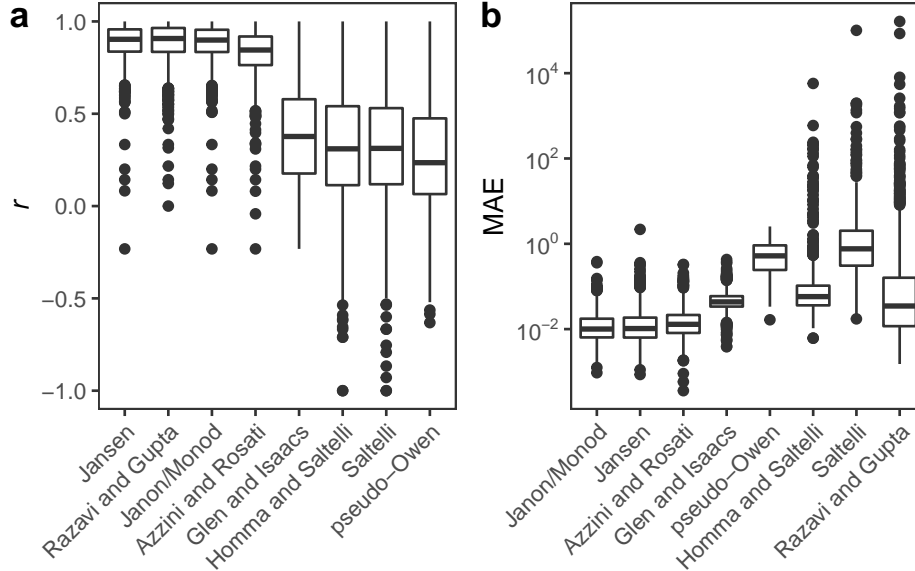 a
r
1.0
0.5
0.0
−0.5
−1.0
Jansen
Razavi and Gupta
Janon/Monod
Azzini and Rosati
Glen and Isaacs
Homma and Saltelli
Saltelli
pseudo−Owen
b
MAE
10^4
10^2
10^0
10^−2
Janon/Monod
Jansen
Azzini and Rosati
Glen and Isaacs
pseudo−Owen
Homma and Saltelli
Saltelli
Razavi and Gupta